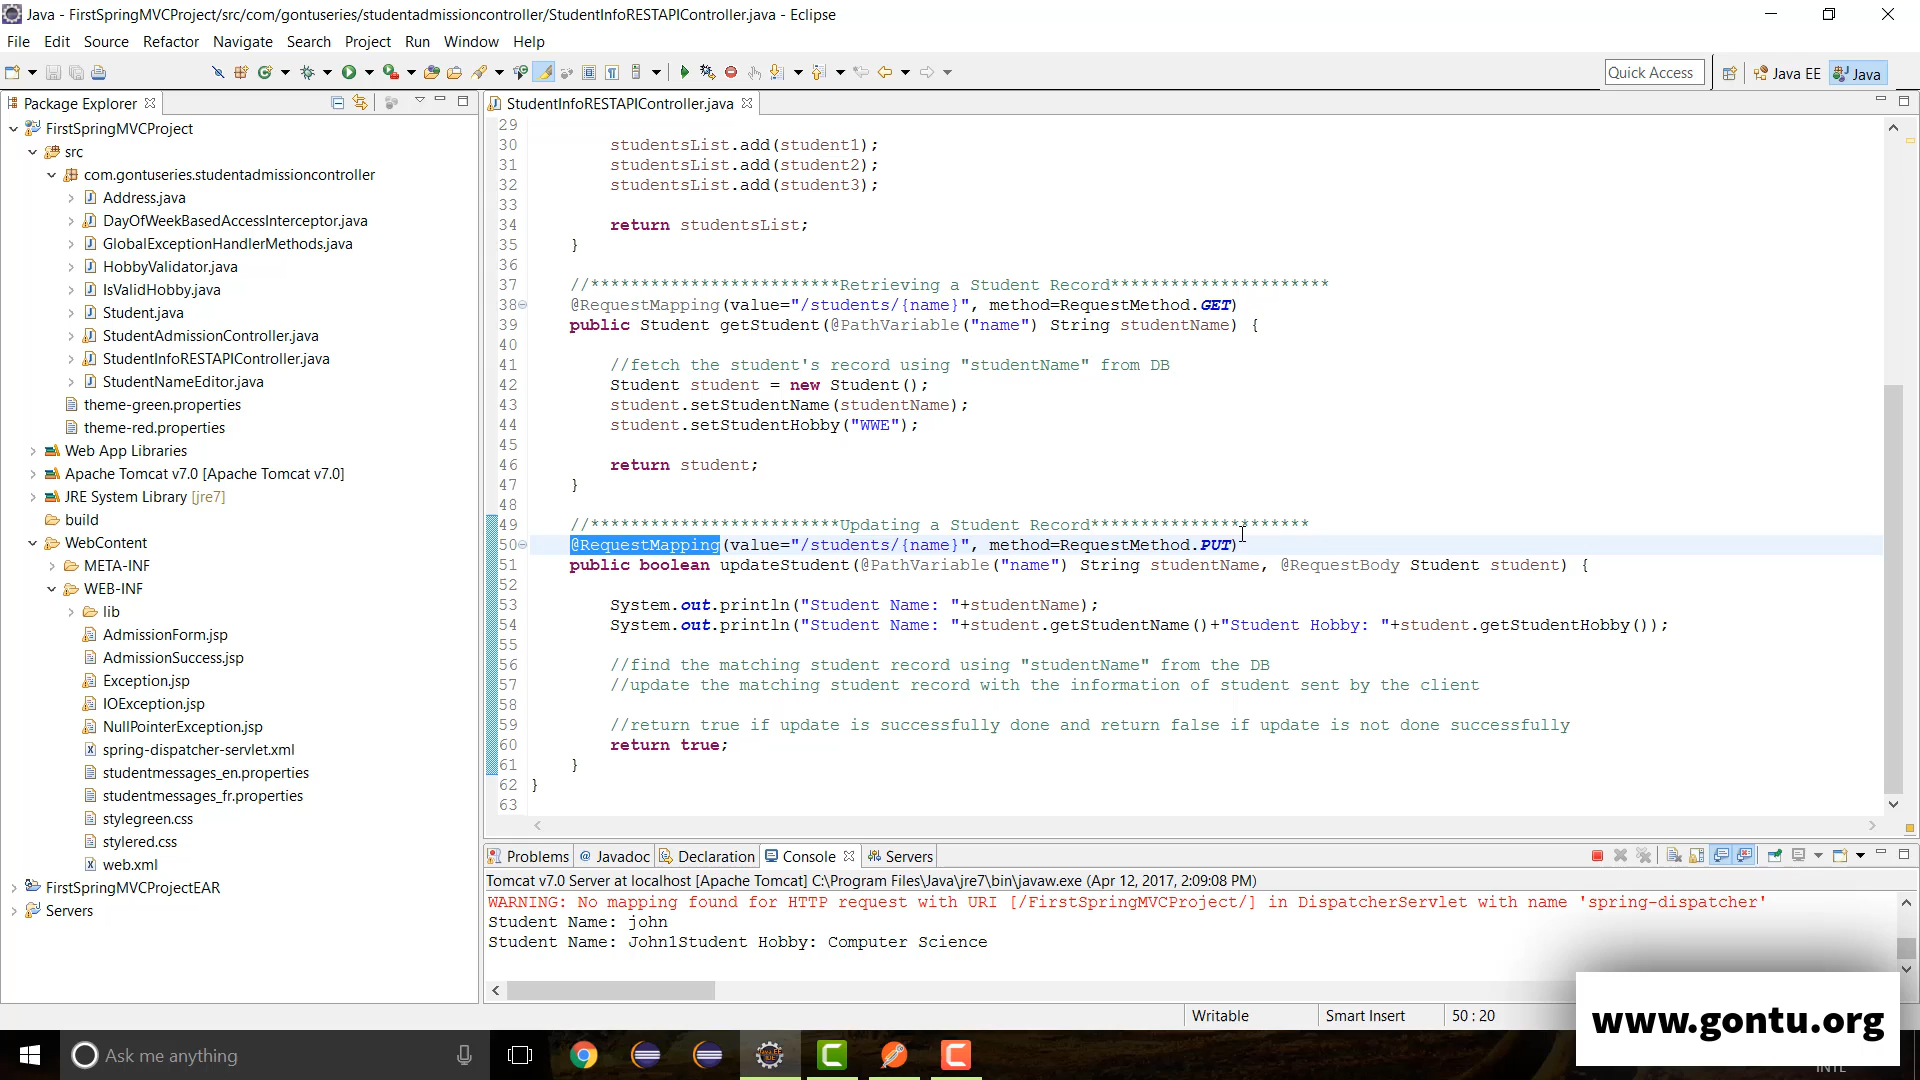 Java - FirstSpringMVCProject/src/com/gontuseries/studentadmissioncontroller/StudentInfoRESTAPIController.java - Eclipse
File Edit Source Refactor Navigate Search Project Run Window Help
Quick Access Java EE Java
Package Explorer
StudentInfoRESTAPIController.java
FirstSpringMVCProject
src
com.gontuseries.studentadmissioncontroller
Address.java
DayOfWeekBasedAccessInterceptor.java
GlobalExceptionHandlerMethods.java
HobbyValidator.java
IsValidHobby.java
Student.java
StudentAdmissionController.java
StudentInfoRESTAPIController.java
StudentNameEditor.java
theme-green.properties
theme-red.properties
Web App Libraries
Apache Tomcat v7.0 [Apache Tomcat v7.0]
JRE System Library [jre7]
build
WebContent
META-INF
WEB-INF
lib
AdmissionForm.jsp
AdmissionSuccess.jsp
Exception.jsp
IOException.jsp
NullPointerException.jsp
spring-dispatcher-servlet.xml
studentmessages_en.properties
studentmessages_fr.properties
stylegreen.css
stylered.css
web.xml
FirstSpringMVCProjectEAR
Servers
29
30 studentsList.add(student1);
31 studentsList.add(student2);
32 studentsList.add(student3);
33
34 return studentsList;
35 }
36
37 //*************************Retrieving a Student Record**********************
38 @RequestMapping(value="/students/{name}", method=RequestMethod.GET)
39 public Student getStudent(@PathVariable("name") String studentName) {
40
41 //fetch the student's record using "studentName" from DB
42 Student student = new Student();
43 student.setStudentName(studentName);
44 student.setStudentHobby("WWE");
45
46 return student;
47 }
48
49 //*************************Updating a Student Record**********************
50 @RequestMapping(value="/students/{name}", method=RequestMethod.PUT)
51 public boolean updateStudent(@PathVariable("name") String studentName, @RequestBody Student student) {
52
53 System.out.println("Student Name: "+studentName);
54 System.out.println("Student Name: "+student.getStudentName()+"Student Hobby: "+student.getStudentHobby());
55
56 //find the matching student record using "studentName" from the DB
57 //update the matching student record with the information of student sent by the client
58
59 //return true if update is successfully done and return false if update is not done successfully
60 return true;
61 }
62 }
63
Problems Javadoc Declaration Console Servers
Tomcat v7.0 Server at localhost [Apache Tomcat] C:\Program Files\Java\jre7\bin\javaw.exe (Apr 12, 2017, 2:09:08 PM)
WARNING: No mapping found for HTTP request with URI [/FirstSpringMVCProject/] in DispatcherServlet with name 'spring-dispatcher'
Student Name: john
Student Name: John1Student Hobby: Computer Science
Writable Smart Insert 50 : 20
www.gontu.org
Ask me anything